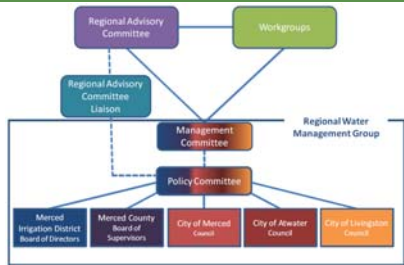 Regional Advisory
Committee
Workgroups
Regional Advisory
Committee
Liaison
Regional Water
Management Group
Management
Committee
Policy Committee
Merced
Irrigation District
Board of Directors
Merced County
Board of
Supervisors
City of Merced
Council
City of Atwater
Council
City of Livingston
Council